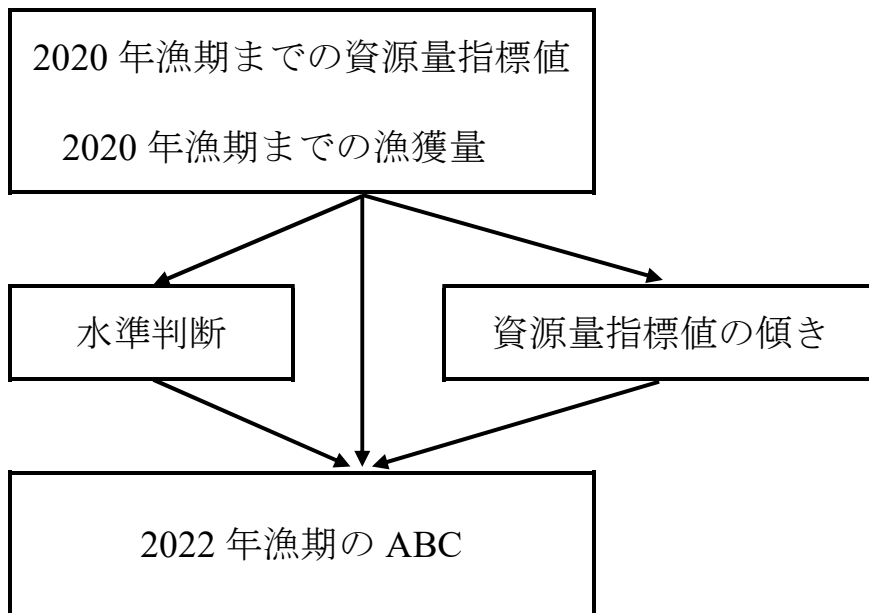 2020 年漁期までの資源量指標値
2020 年漁期までの漁獲量
水準判断
資源量指標値の傾き
2022 年漁期の ABC